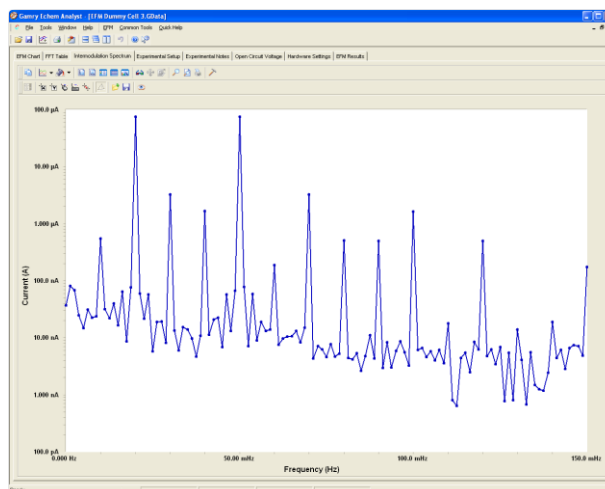 Gamry Echem Analyst - [EFM Dummy Cell 3.GData]
File Tools Window Help EFM Common Tools Quick Help
EFM Chart FFT Table Intermodulation Spectrum Experimental Setup Experimental Notes Open Circuit Voltage Hardware Settings EFM Results
100.0 µA
10.00 µA
1.000 µA
100.0 nA
10.00 nA
1.000 nA
100.0 pA
Current (A)
0.000 Hz 50.00 mHz 100.0 mHz 150.0 mHz
Frequency (Hz)